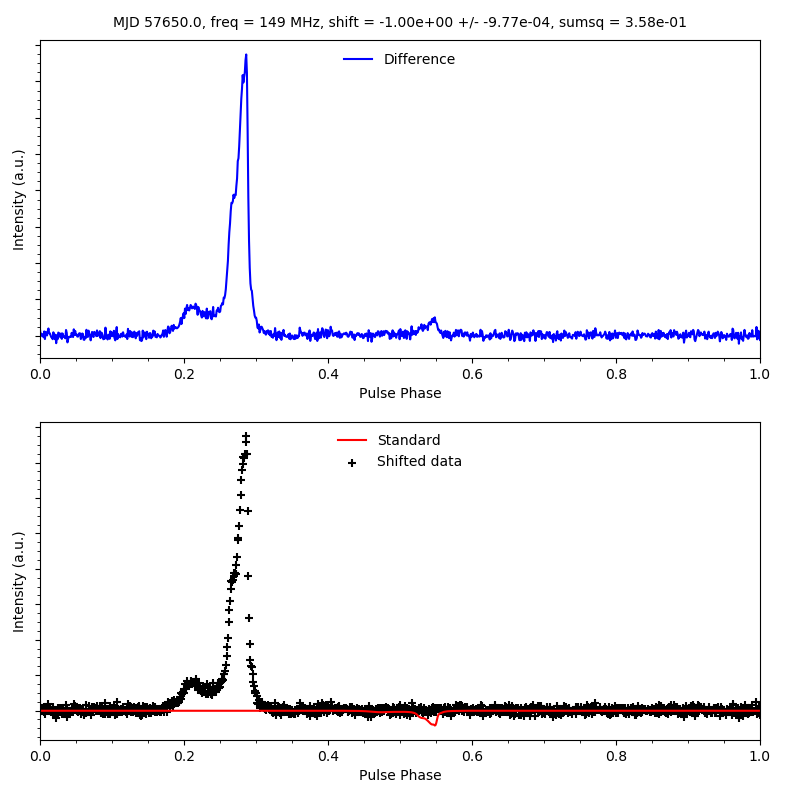 MJD 57650.0, freq = 149 MHz, shift = -1.00e+00 +/- -9.77e-04, sumsq = 3.58e-01
Difference
Intensity (a.u.)
0.0 0.2 0.4 0.6 0.8 1.0
Pulse Phase
Standard
Shifted data
Intensity (a.u.)
0.0 0.2 0.4 0.6 0.8 1.0
Pulse Phase